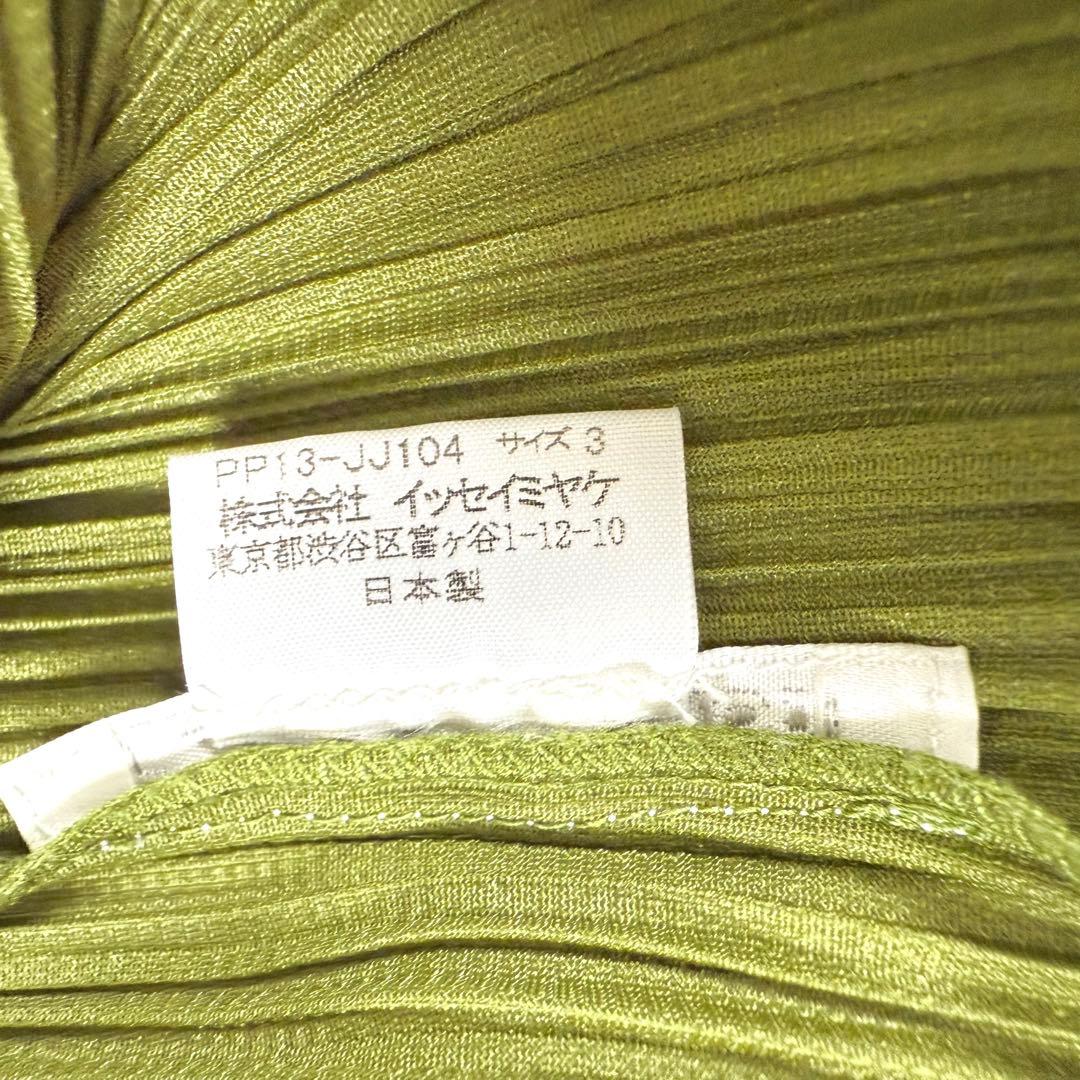 PP13-JJ104 サイズ 3
株式会社 イッセイミヤケ
東京都渋谷区富ヶ谷1-12-10
日本製